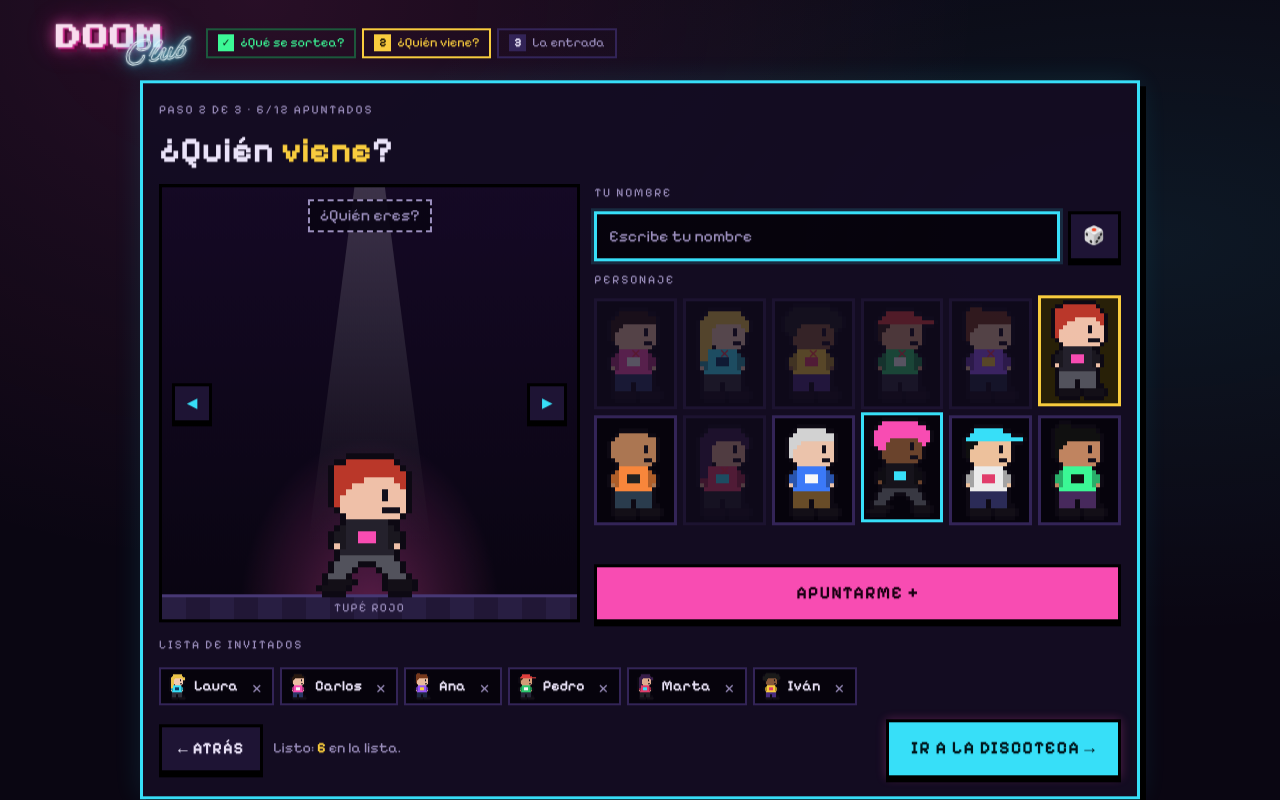 DOOM
Club
✓ ¿Qué se sortea?
2 ¿Quién viene?
3 La entrada
PASO 2 DE 3 · 6/12 APUNTADOS
¿Quién viene?
¿Quién eres?
TUPÉ ROJO
TU NOMBRE
Escribe tu nombre
PERSONAJE
APUNTARME +
LISTA DE INVITADOS
Laura ×
Carlos ×
Ana ×
Pedro ×
Marta ×
Iván ×
← ATRÁS
Listo: 6 en la lista.
IR A LA DISCOTECA →